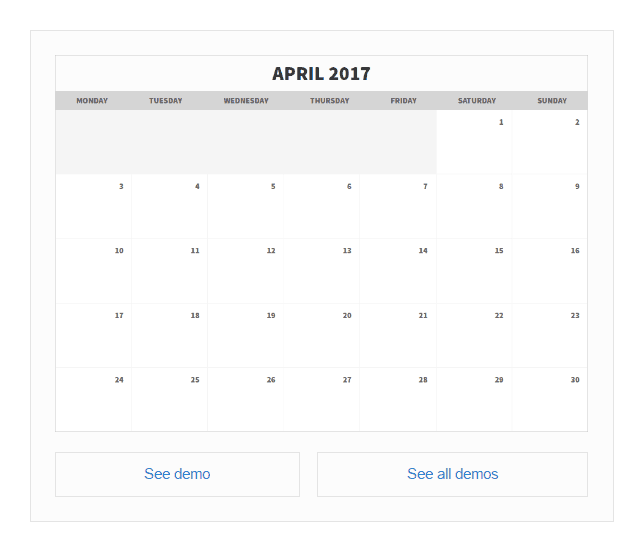 APRIL 2017
MONDAY TUESDAY WEDNESDAY THURSDAY FRIDAY SATURDAY SUNDAY
1 2
3 4 5 6 7 8 9
10 11 12 13 14 15 16
17 18 19 20 21 22 23
24 25 26 27 28 29 30
See demo See all demos